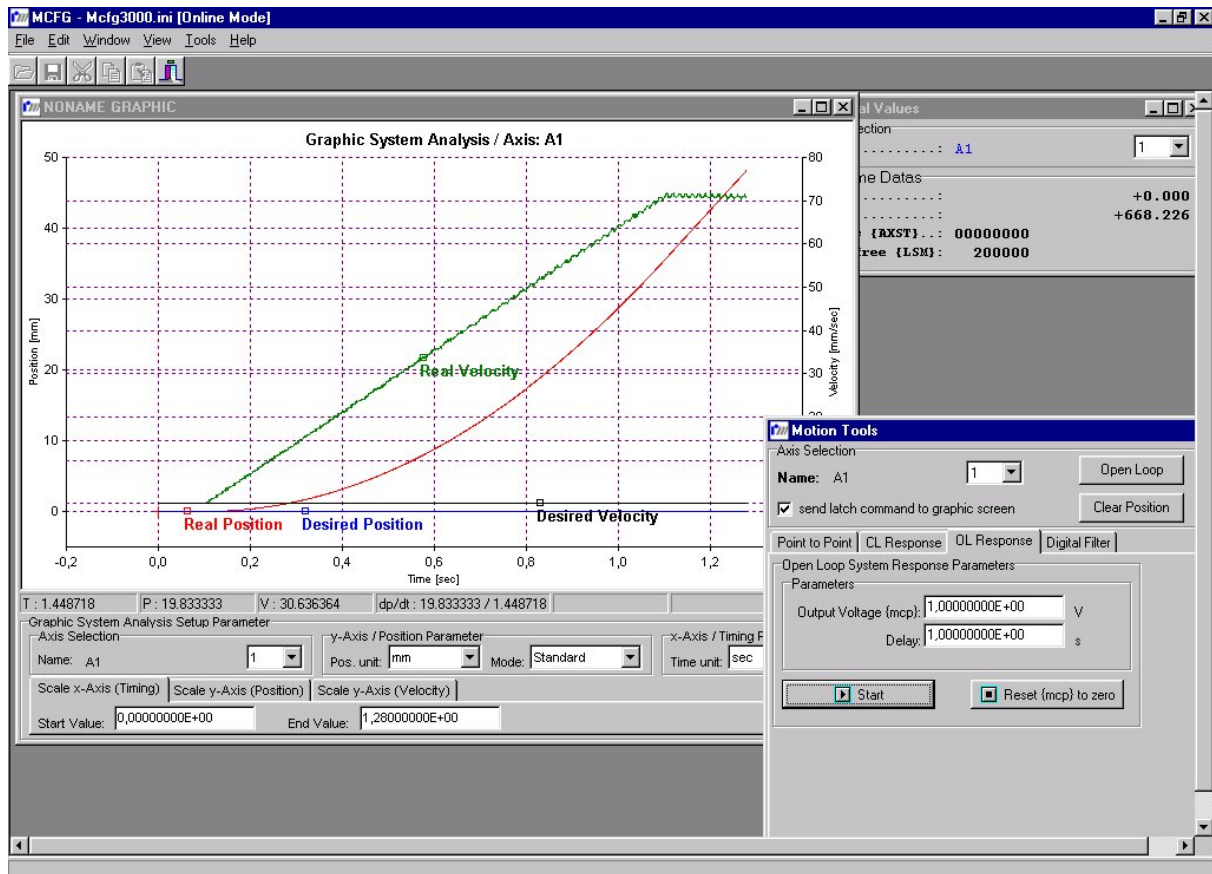 MCFG - Mcfg3000.ini [Online Mode]
File Edit Window View Tools Help
NONAME GRAPHIC
Graphic System Analysis / Axis: A1
50
40
30
20
10
0
Position [mm]
80
70
60
50
40
30
Velocity [mm/sec]
Real Velocity
Real Position
Desired Position
Desired Velocity
-0,2 0,0 0,2 0,4 0,6 0,8 1,0 1,2
Time [sec]
T : 1.448718 P : 19.833333 V : 30.636364 dp/dt : 19.833333 / 1.448718
Graphic System Analysis Setup Parameter
Axis Selection
Name: A1 1
y-Axis / Position Parameter
Pos. unit: mm Mode: Standard
x-Axis / Timing
Time unit: sec
Scale x-Axis (Timing) Scale y-Axis (Position) Scale y-Axis (Velocity)
Start Value: 0,00000000E+00 End Value: 1,28000000E+00
Values
.........: A1 1
Datas
.........: +0.000
.........: +668.226
{AXST}..: 00000000
{LSM}: 200000
Motion Tools
Axis Selection
Name: A1 1 Open Loop
send latch command to graphic screen Clear Position
Point to Point CL Response OL Response Digital Filter
Open Loop System Response Parameters
Parameters
Output Voltage {mcp}: 1,00000000E+00 V
Delay: 1,00000000E+00 s
Start Reset {mcp} to zero